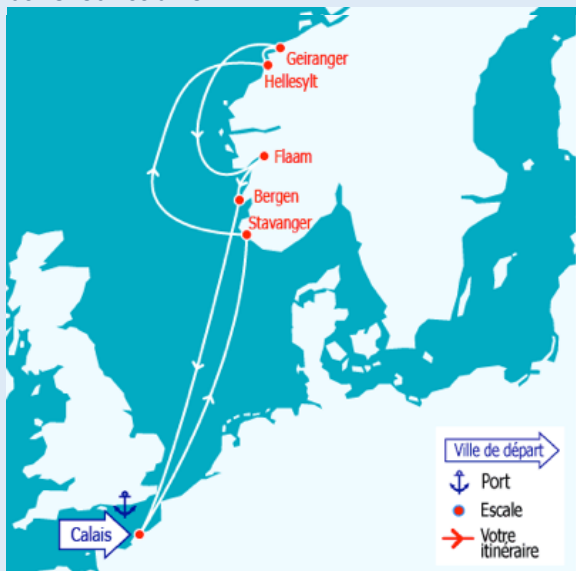 Geiranger
Hellesylt
Flaam
Bergen
Stavanger
Calais
Ville de départ
Port
Escale
Votre
itinéraire